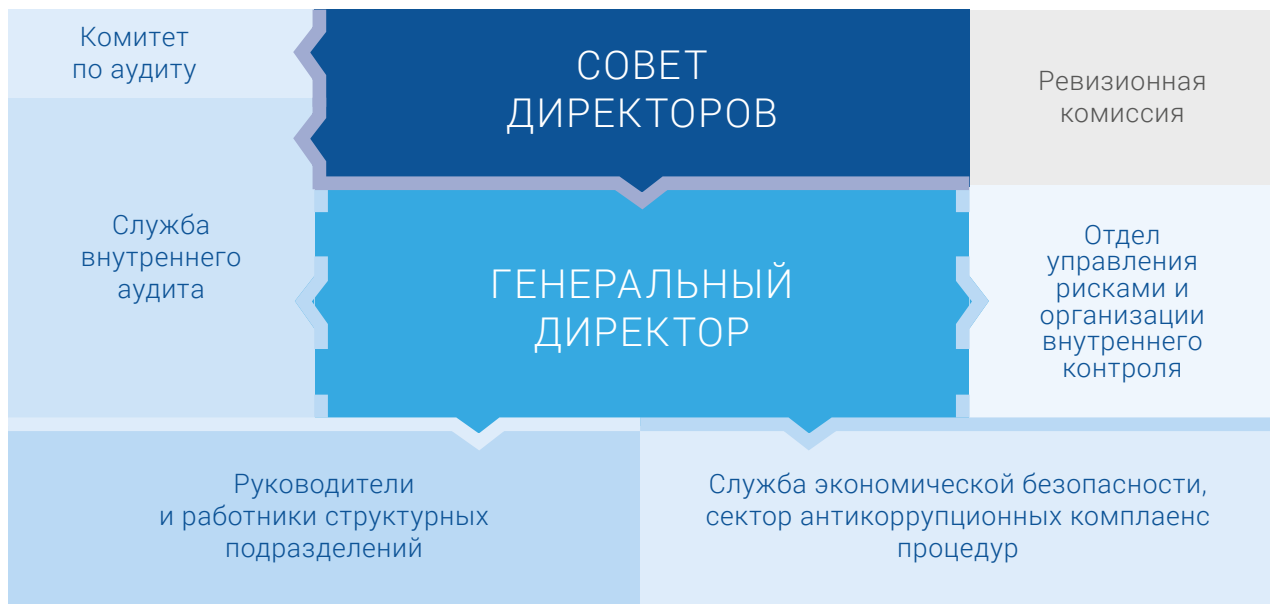 Комитет
по аудиту
СОВЕТ
ДИРЕКТОРОВ
Ревизионная
комиссия
Служба
внутреннего
аудита
ГЕНЕРАЛЬНЫЙ
ДИРЕКТОР
Отдел
управления
рисками и
организации
внутреннего
контроля
Руководители
и работники структурных
подразделений
Служба экономической безопасности,
сектор антикоррупционных комплаенс
процедур